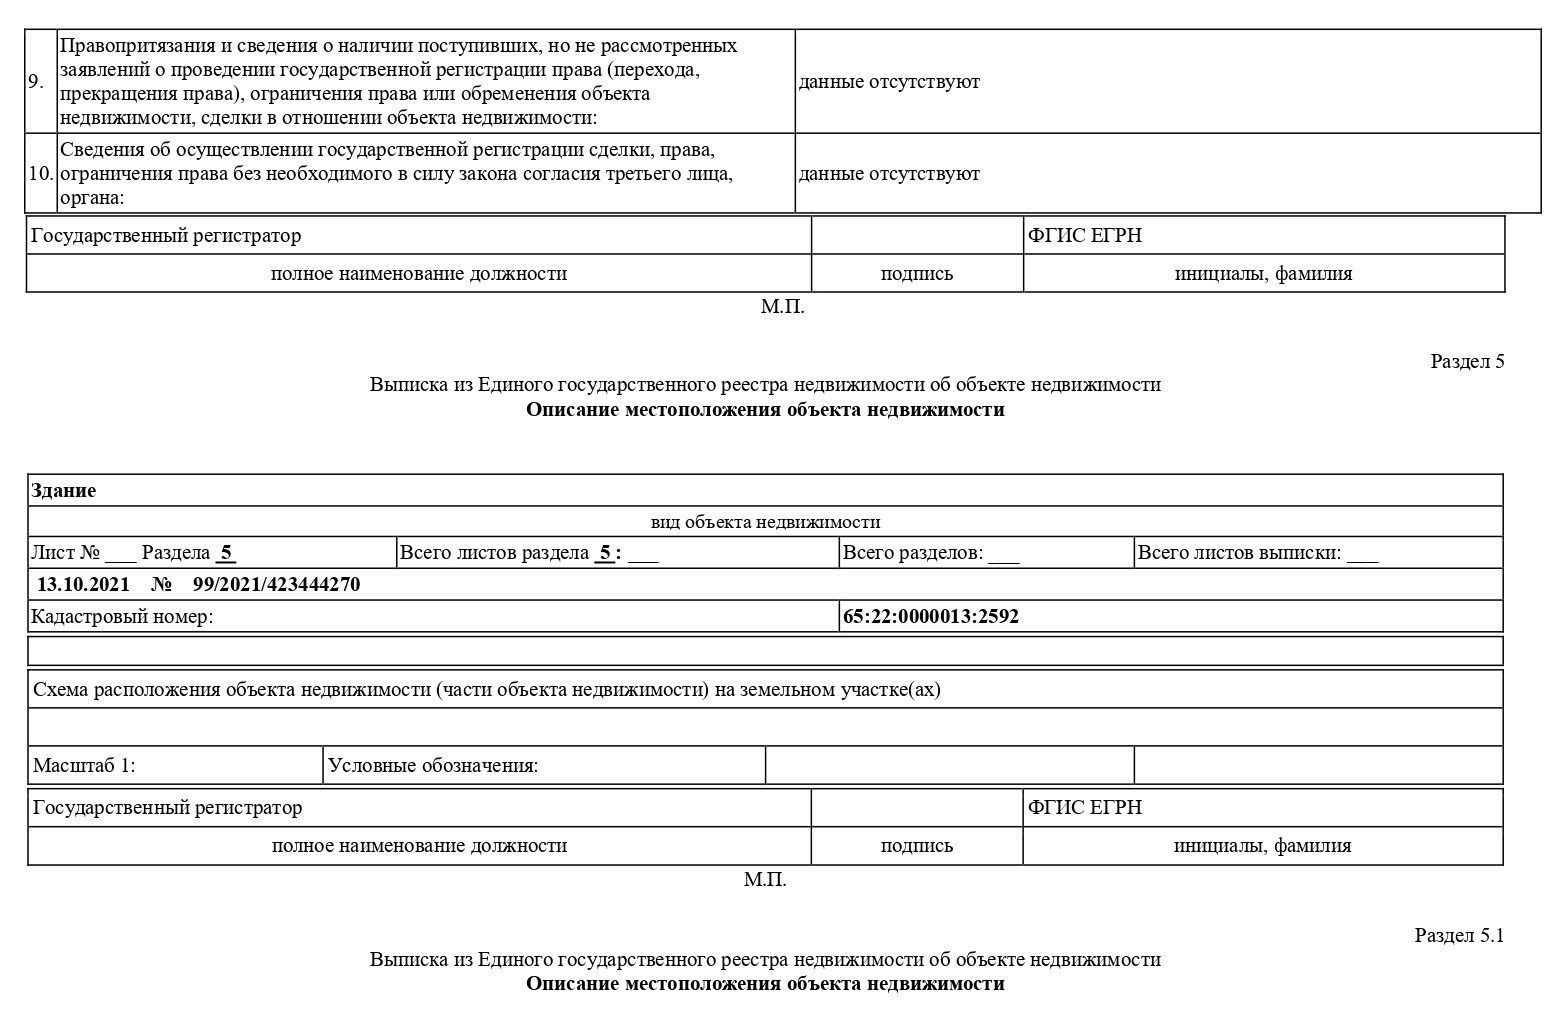 9.
Правопритязания и сведения о наличии поступивших, но не рассмотренных
заявлений о проведении государственной регистрации права (перехода,
прекращения права), ограничения права или обременения объекта
недвижимости, сделки в отношении объекта недвижимости:
данные отсутствуют
10.
Сведения об осуществлении государственной регистрации сделки, права,
ограничения права без необходимого в силу закона согласия третьего лица,
органа:
данные отсутствуют
Государственный регистратор
ФГИС ЕГРН
полное наименование должности
подпись
инициалы, фамилия
М.П.
Раздел 5
Выписка из Единого государственного реестра недвижимости об объекте недвижимости
Описание местоположения объекта недвижимости
Здание
вид объекта недвижимости
Лист № ___ Раздела 5
Всего листов раздела 5 : ___
Всего разделов: ___
Всего листов выписки: ___
13.10.2021 № 99/2021/423444270
Кадастровый номер:
65:22:0000013:2592
Схема расположения объекта недвижимости (части объекта недвижимости) на земельном участке(ах)
Масштаб 1:
Условные обозначения:
Государственный регистратор
ФГИС ЕГРН
полное наименование должности
подпись
инициалы, фамилия
М.П.
Раздел 5.1
Выписка из Единого государственного реестра недвижимости об объекте недвижимости
Описание местоположения объекта недвижимости